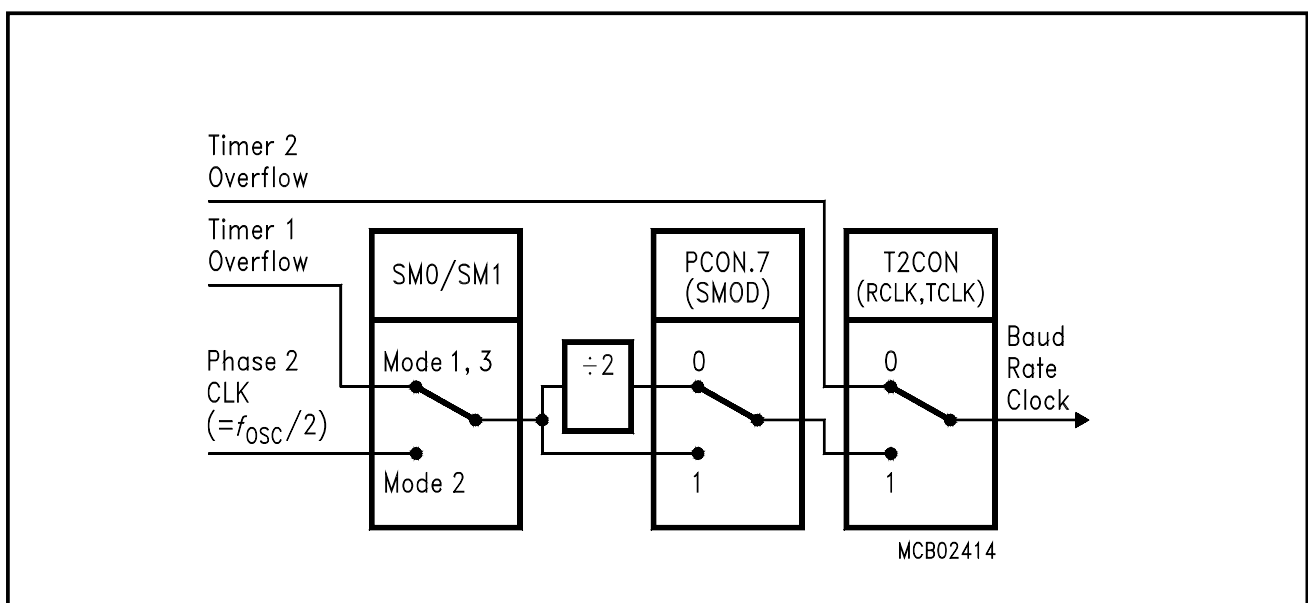 Timer 2
Overflow
Timer 1
Overflow
SM0/SM1
PCON.7
(SMOD)
T2CON
(RCLK,TCLK)
Phase 2
CLK
(=fOSC/2)
Mode 1, 3
Mode 2
÷2
0
1
0
1
Baud
Rate
Clock
MCB02414